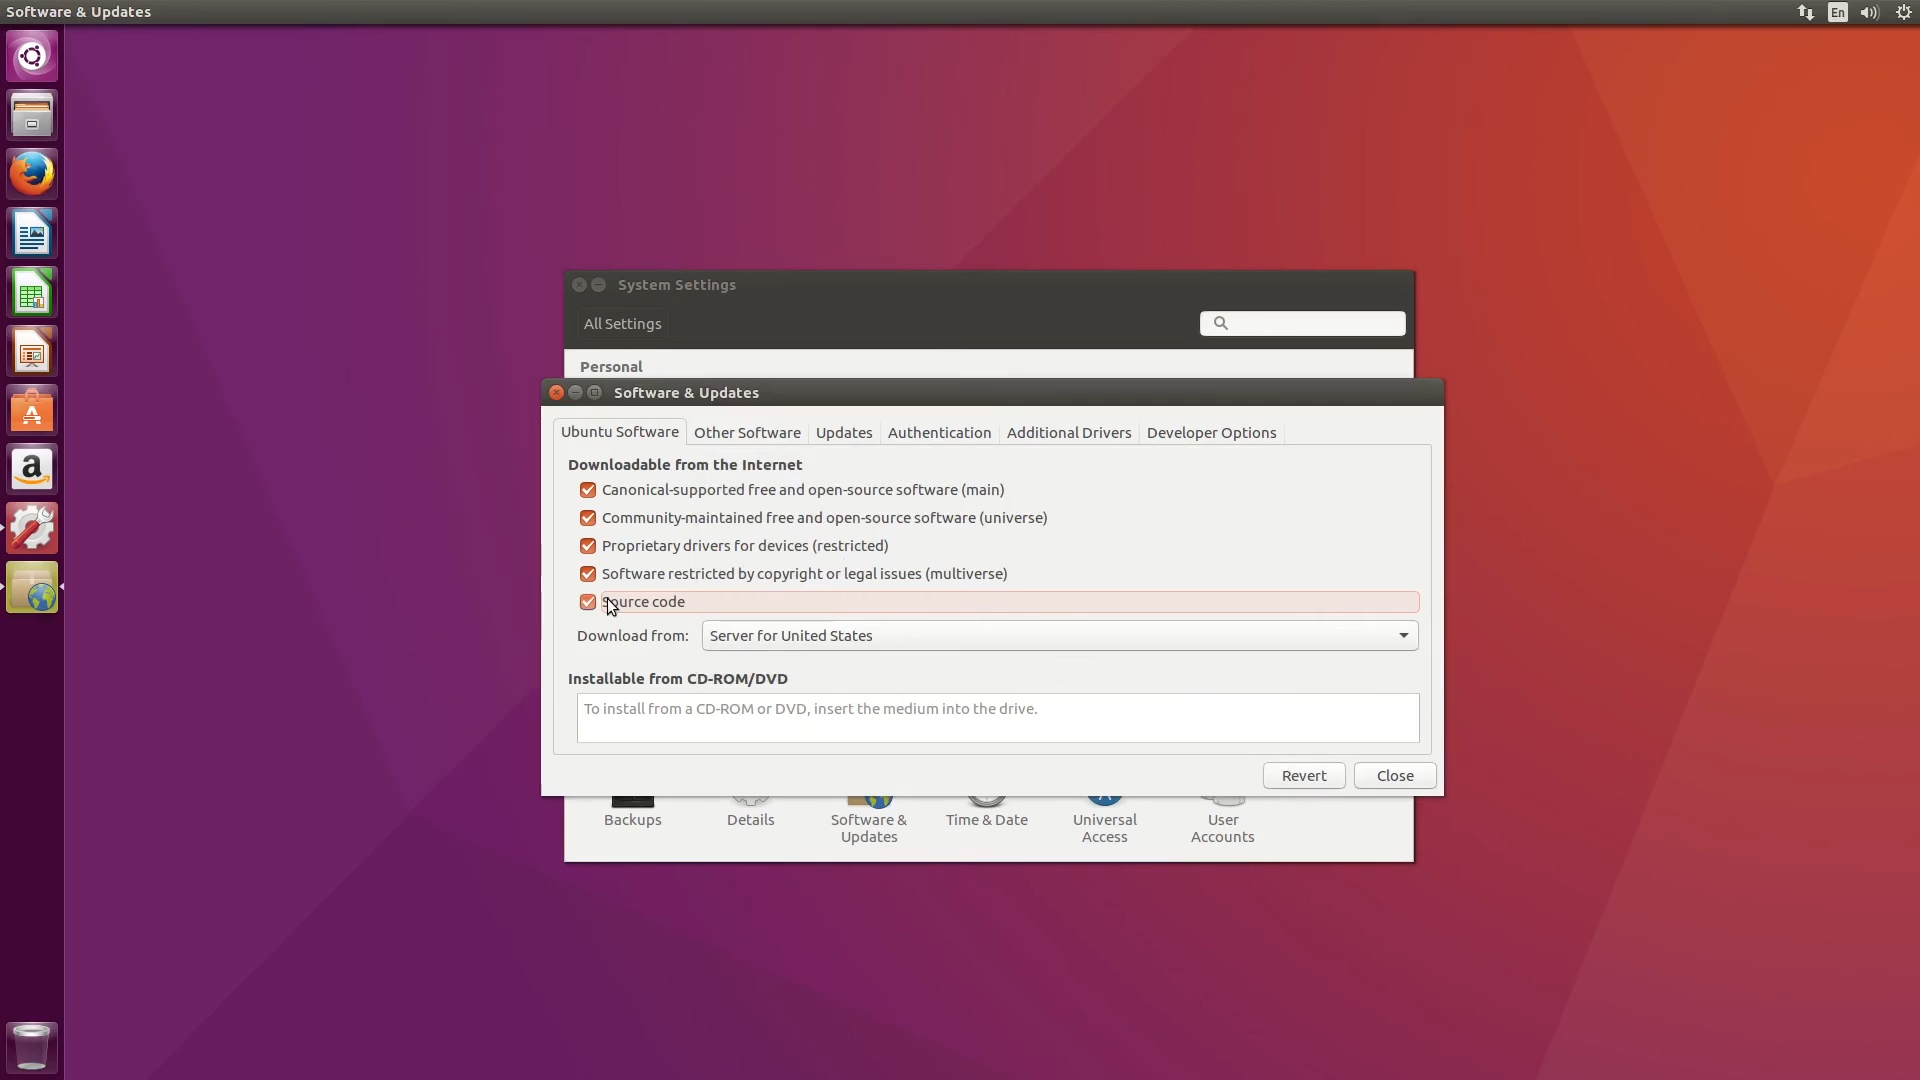 Software & Updates
En
System Settings
All Settings
Personal
Software & Updates
Ubuntu Software
Other Software
Updates
Authentication
Additional Drivers
Developer Options
Downloadable from the Internet
Canonical-supported free and open-source software (main)
Community-maintained free and open-source software (universe)
Proprietary drivers for devices (restricted)
Software restricted by copyright or legal issues (multiverse)
Source code
Download from: Server for United States
Installable from CD-ROM/DVD
To install from a CD-ROM or DVD, insert the medium into the drive.
Revert
Close
Backups
Details
Software &
Updates
Time & Date
Universal
Access
User
Accounts